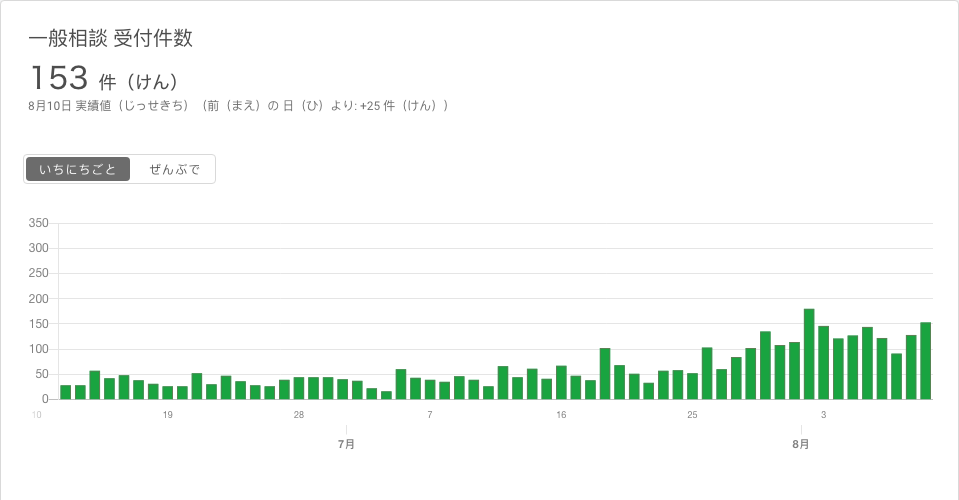 一般相談 受付件数
153 件（けん）
8月10日 実績値（じっせきち）（前（まえ）の 日（ひ）より: +25 件（けん））
いちにちごと ぜんぶで
350
300
250
200
150
100
50
0
10 19 28 7 16 25 3
7月 8月